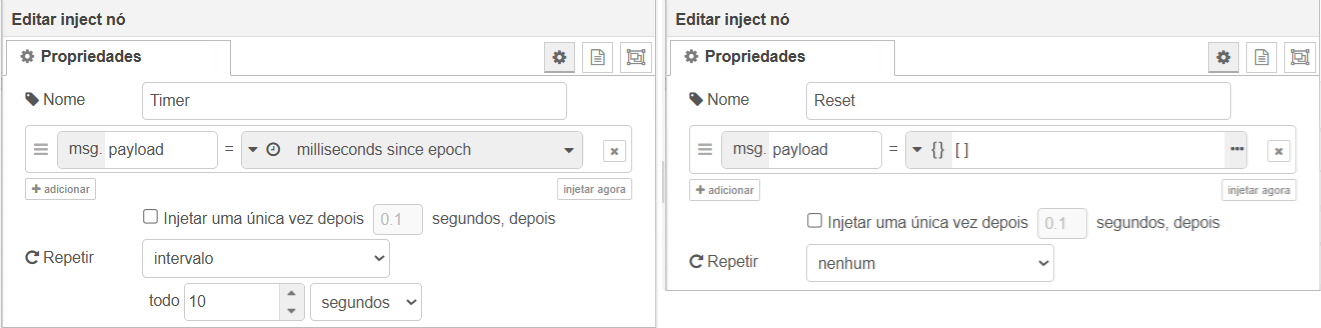 Editar inject nó
Propriedades
Nome Timer
msg. payload = milliseconds since epoch
adicionar injetar agora
Injetar uma única vez depois 0.1 segundos, depois
Repetir intervalo
todo 10 segundos
Editar inject nó
Propriedades
Nome Reset
msg. payload = {} [ ]
adicionar injetar agora
Injetar uma única vez depois 0.1 segundos, depois
Repetir nenhum